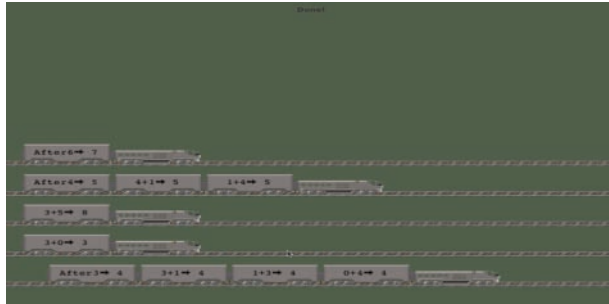 Done!
After6➞ 7
After4➞ 5 4+1➞ 5 1+4➞ 5
3+5➞ 8
3+0➞ 3
After3➞ 4 3+1➞ 4 1+3➞ 4 0+4➞ 4